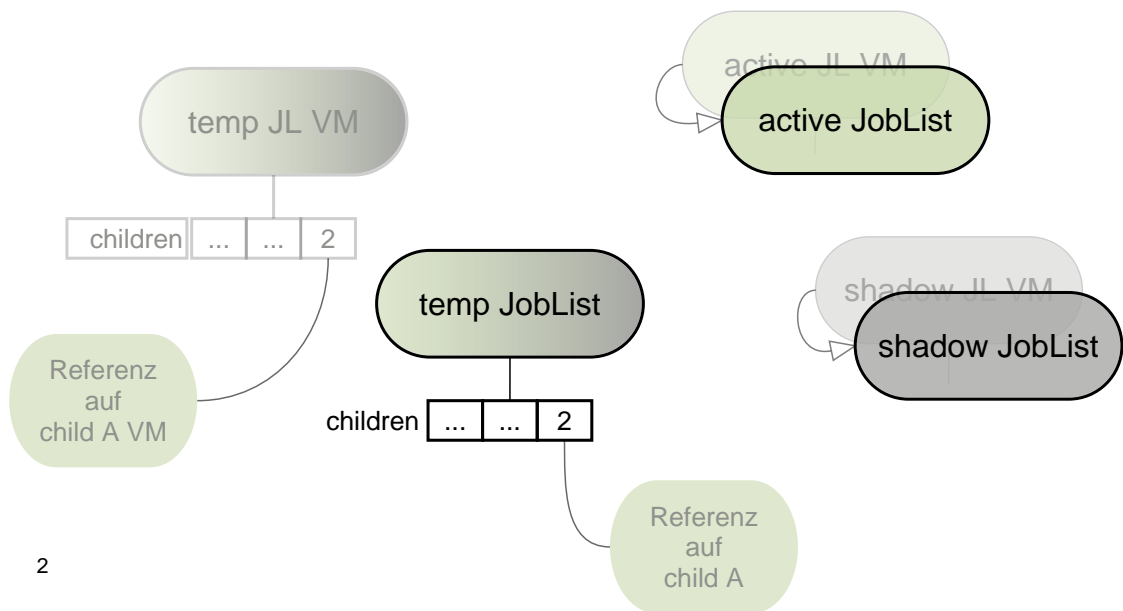 active JL VM
active JobList
temp JL VM
children ... ... 2
shadow JL VM
temp JobList
shadow JobList
Referenz
auf
child A VM
children ... ... 2
Referenz
auf
child A
2